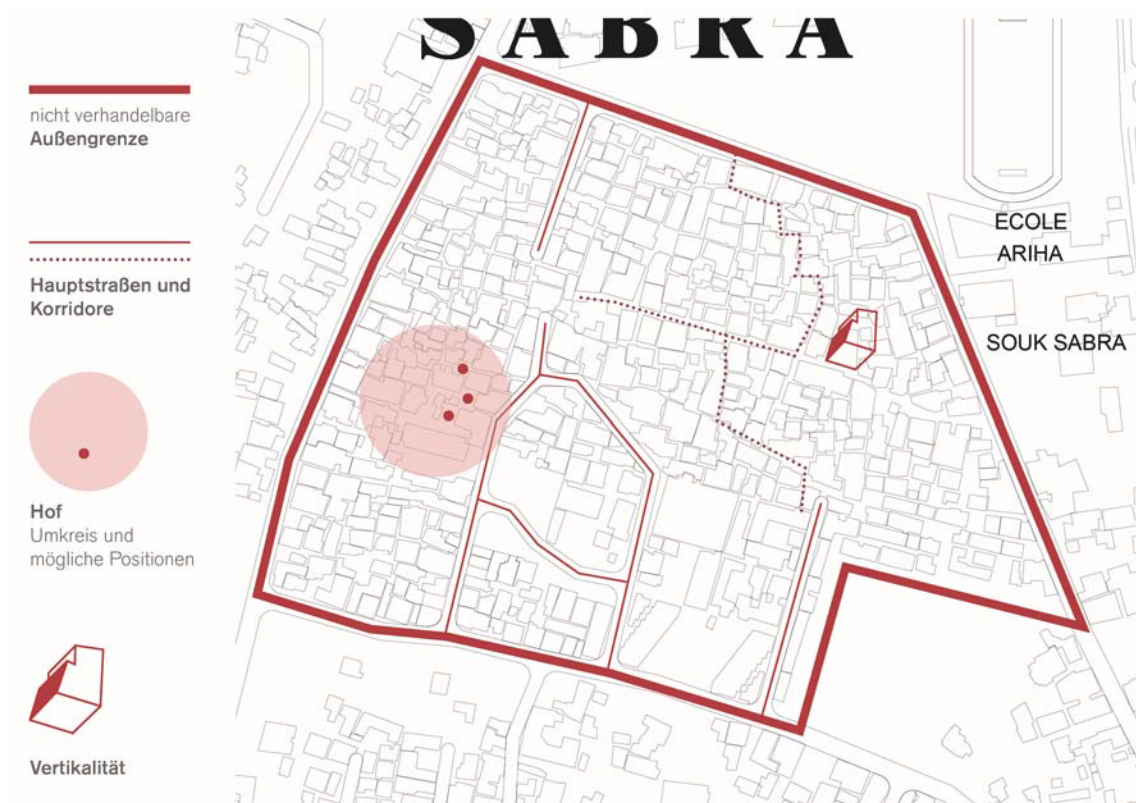 SABRA
nicht verhandelbare
Außengrenze
Hauptstraßen und
Korridore
Hof
Umkreis und
mögliche Positionen
Vertikalität
ECOLE
ARIHA
SOUK SABRA